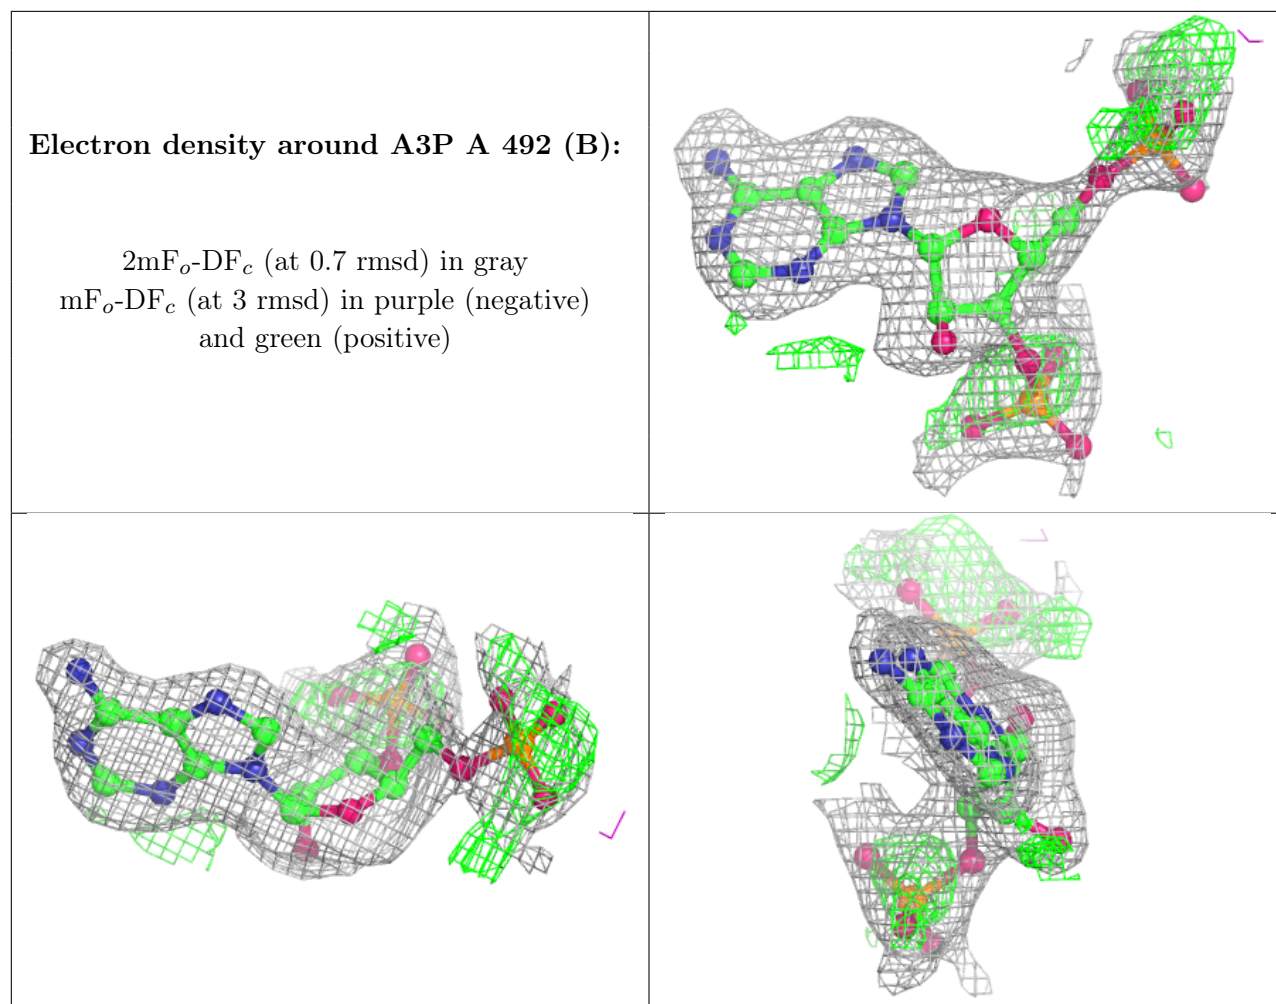 Electron density around A3P A 492 (B):
2mFₒ-DF𝒸 (at 0.7 rmsd) in gray
mFₒ-DF𝒸 (at 3 rmsd) in purple (negative)
and green (positive)